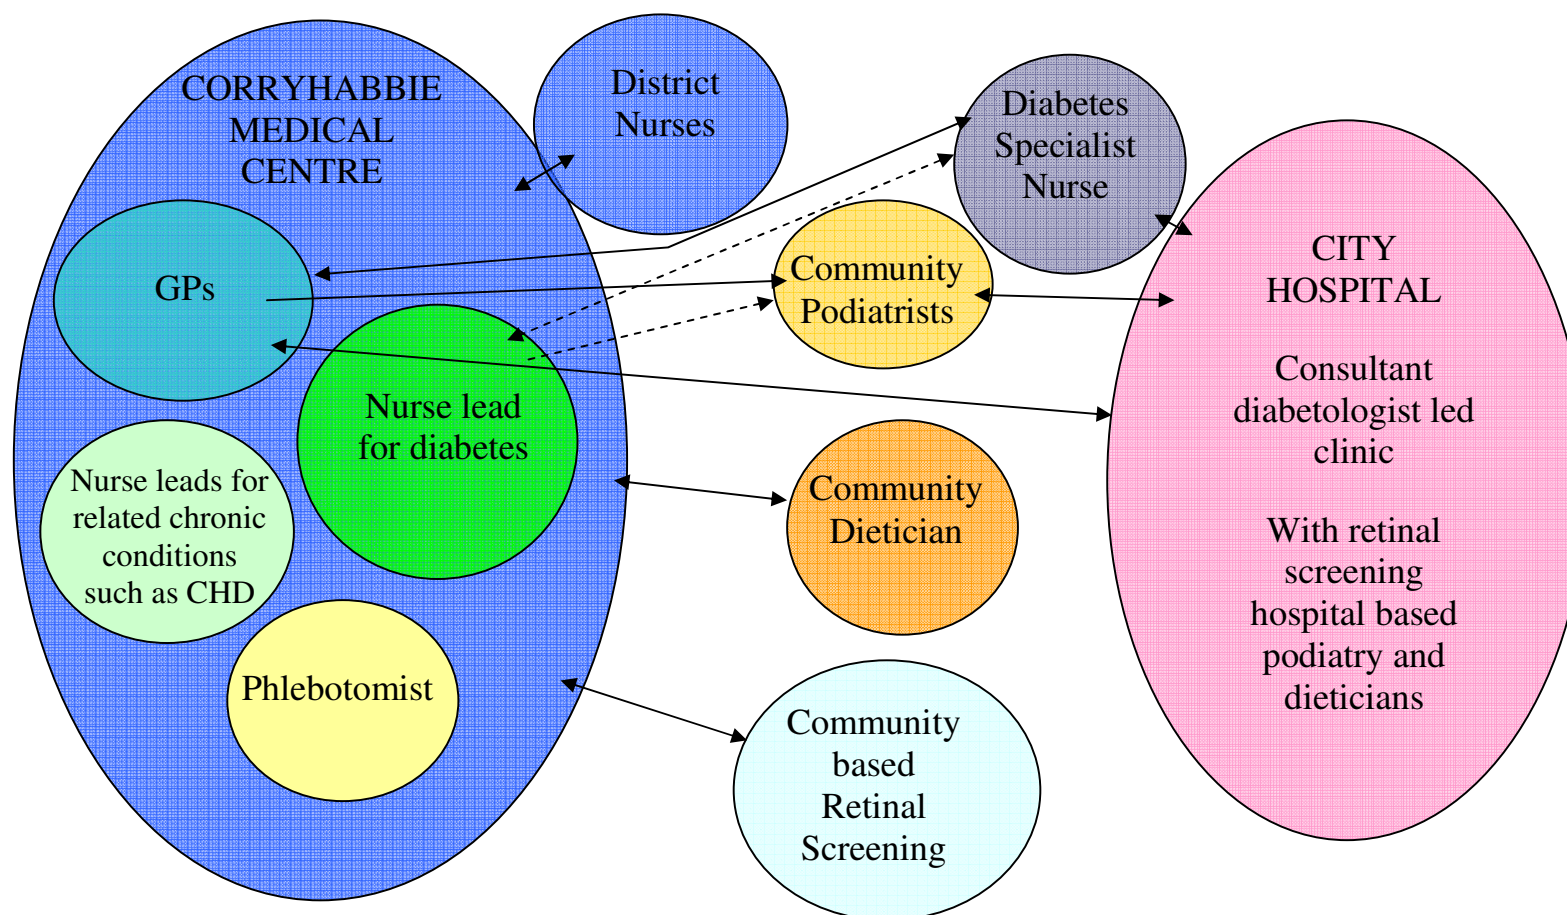 CORRYHABBIE
MEDICAL
CENTRE
GPs
Nurse lead
for diabetes
Nurse leads for
related chronic
conditions
such as CHD
Phlebotomist
District
Nurses
Diabetes
Specialist
Nurse
Community
Podiatrists
Community
Dietician
Community
based
Retinal
Screening
CITY
HOSPITAL
Consultant
diabetologist led
clinic
With retinal
screening
hospital based
podiatry and
dieticians